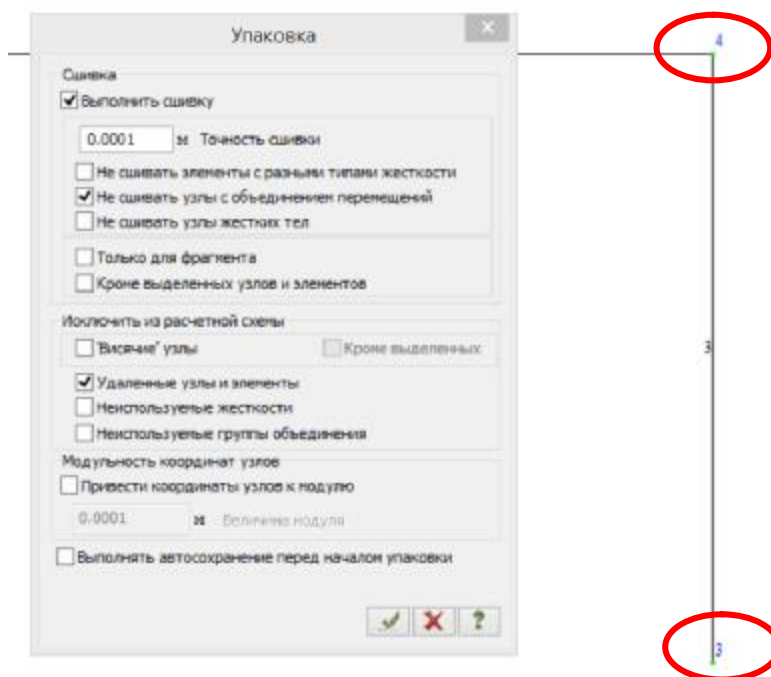 Упаковка
4
Сшивка
Выполнить сшивку
0.0001 м Точность сшивки
Не сшивать элементы с разными типами жесткости
Не сшивать узлы с объединением перемещений
Не сшивать узлы жестких тел
Только для фрагмента
Кроме выделенных узлов и элементов
Исключить из расчетной схемы
"Висячие" узлы Кроме выделенных
3
Удаленные узлы и элементы
Неиспользуемые жесткости
Неиспользуемые группы объединения
Модульность координат узлов
Привести координаты узлов к модулю
0.0001 м Величина модуля
Выполнять автосохранение перед началом упаковки
?
3